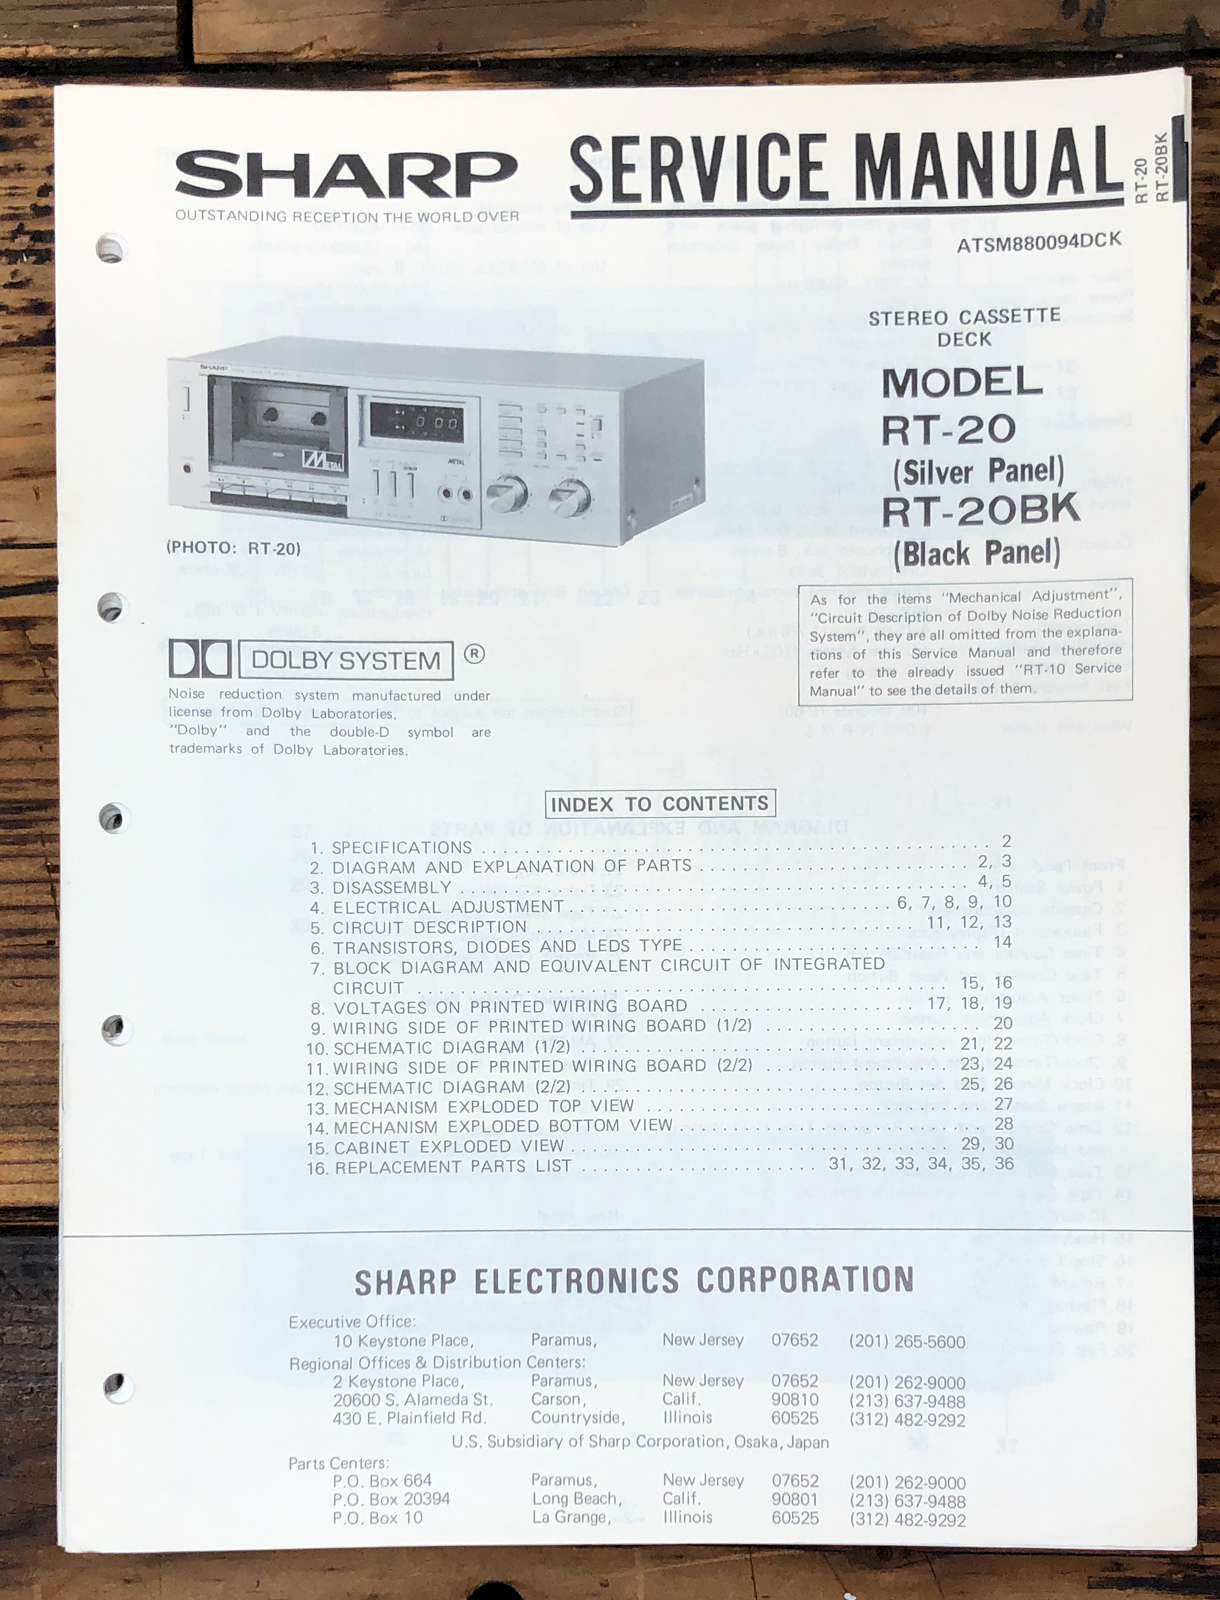 SHARP
OUTSTANDING RECEPTION THE WORLD OVER
SERVICE MANUAL
RT-20
RT-20BK
ATSM880094DCK
STEREO CASSETTE
DECK
MODEL
RT-20
(Silver Panel)
RT-20BK
(Black Panel)
SHARP
METAL
METAL
000
(PHOTO: RT-20)
As for the items "Mechanical Adjustment",
"Circuit Description of Dolby Noise Reduction
System", they are all omitted from the explana-
tions of this Service Manual and therefore
refer to the already issued "RT-10 Service
Manual" to see the details of them.
DOLBY SYSTEM ®
Noise reduction system manufactured under
license from Dolby Laboratories.
"Dolby" and the double-D symbol are
trademarks of Dolby Laboratories.
INDEX TO CONTENTS
1. SPECIFICATIONS . . . . . . . . . . 2
2. DIAGRAM AND EXPLANATION OF PARTS . . . . . . . . . . 2, 3
3. DISASSEMBLY . . . . . . . . . . 4, 5
4. ELECTRICAL ADJUSTMENT . . . . . . . . . . 6, 7, 8, 9, 10
5. CIRCUIT DESCRIPTION . . . . . . . . . . 11, 12, 13
6. TRANSISTORS, DIODES AND LEDS TYPE . . . . . . . . . . 14
7. BLOCK DIAGRAM AND EQUIVALENT CIRCUIT OF INTEGRATED
CIRCUIT . . . . . . . . . . 15, 16
8. VOLTAGES ON PRINTED WIRING BOARD . . . . . . . . . . 17, 18, 19
9. WIRING SIDE OF PRINTED WIRING BOARD (1/2) . . . . . . . . . . 20
10. SCHEMATIC DIAGRAM (1/2) . . . . . . . . . . 21, 22
11. WIRING SIDE OF PRINTED WIRING BOARD (2/2) . . . . . . . . . . 23, 24
12. SCHEMATIC DIAGRAM (2/2) . . . . . . . . . . 25, 26
13. MECHANISM EXPLODED TOP VIEW . . . . . . . . . . 27
14. MECHANISM EXPLODED BOTTOM VIEW . . . . . . . . . . 28
15. CABINET EXPLODED VIEW . . . . . . . . . . 29, 30
16. REPLACEMENT PARTS LIST . . . . . . . . . . 31, 32, 33, 34, 35, 36
SHARP ELECTRONICS CORPORATION
Executive Office:
10 Keystone Place, Paramus, New Jersey 07652 (201) 265-5600
Regional Offices & Distribution Centers:
2 Keystone Place, Paramus, New Jersey 07652 (201) 262-9000
20600 S. Alameda St. Carson, Calif. 90810 (213) 637-9488
430 E. Plainfield Rd. Countryside, Illinois 60525 (312) 482-9292
U.S. Subsidiary of Sharp Corporation, Osaka, Japan
Parts Centers:
P.O. Box 664 Paramus, New Jersey 07652 (201) 262-9000
P.O. Box 20394 Long Beach, Calif. 90801 (213) 637-9488
P.O. Box 10 La Grange, Illinois 60525 (312) 482-9292